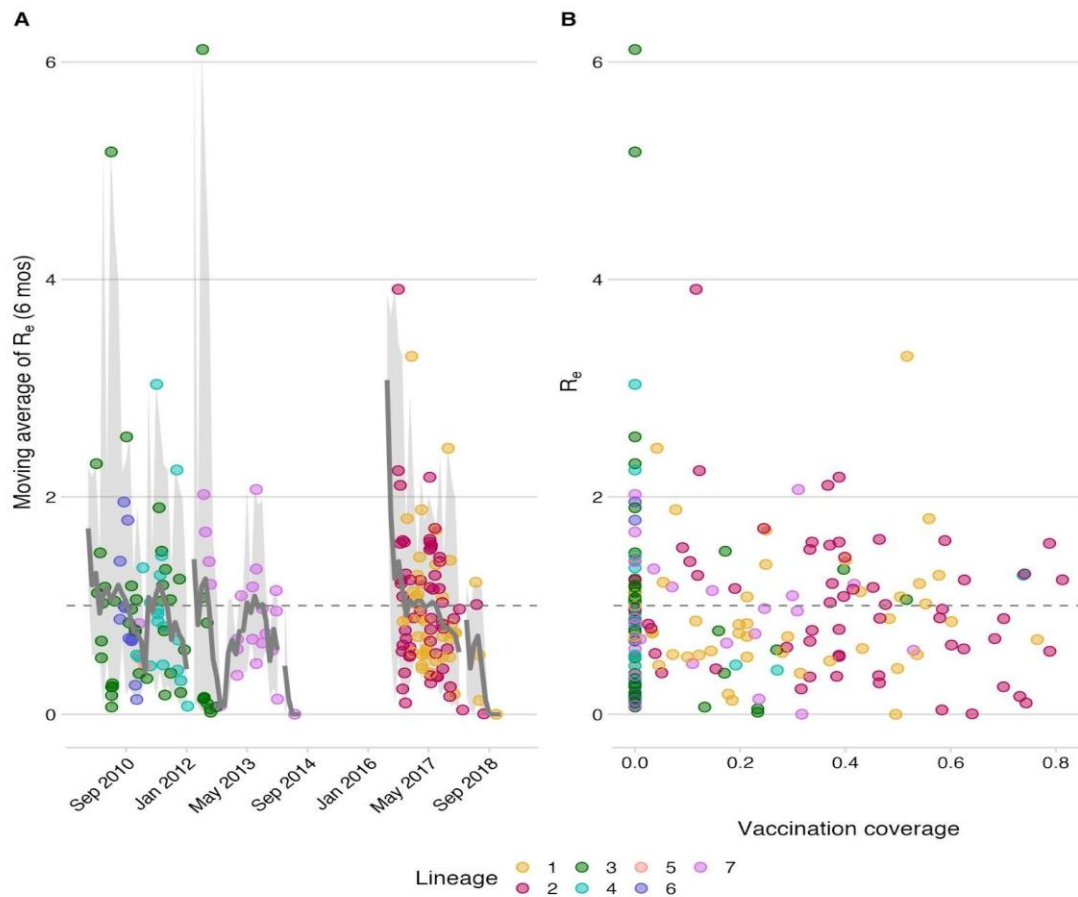 A
B
6
4
2
0
Moving average of Re (6 mos)
Sep 2010
Jan 2012
May 2013
Sep 2014
Jan 2016
May 2017
Sep 2018
6
4
2
0
Re
0.0 0.2 0.4 0.6 0.8
Vaccination coverage
Lineage
1 3 5 7
2 4 6